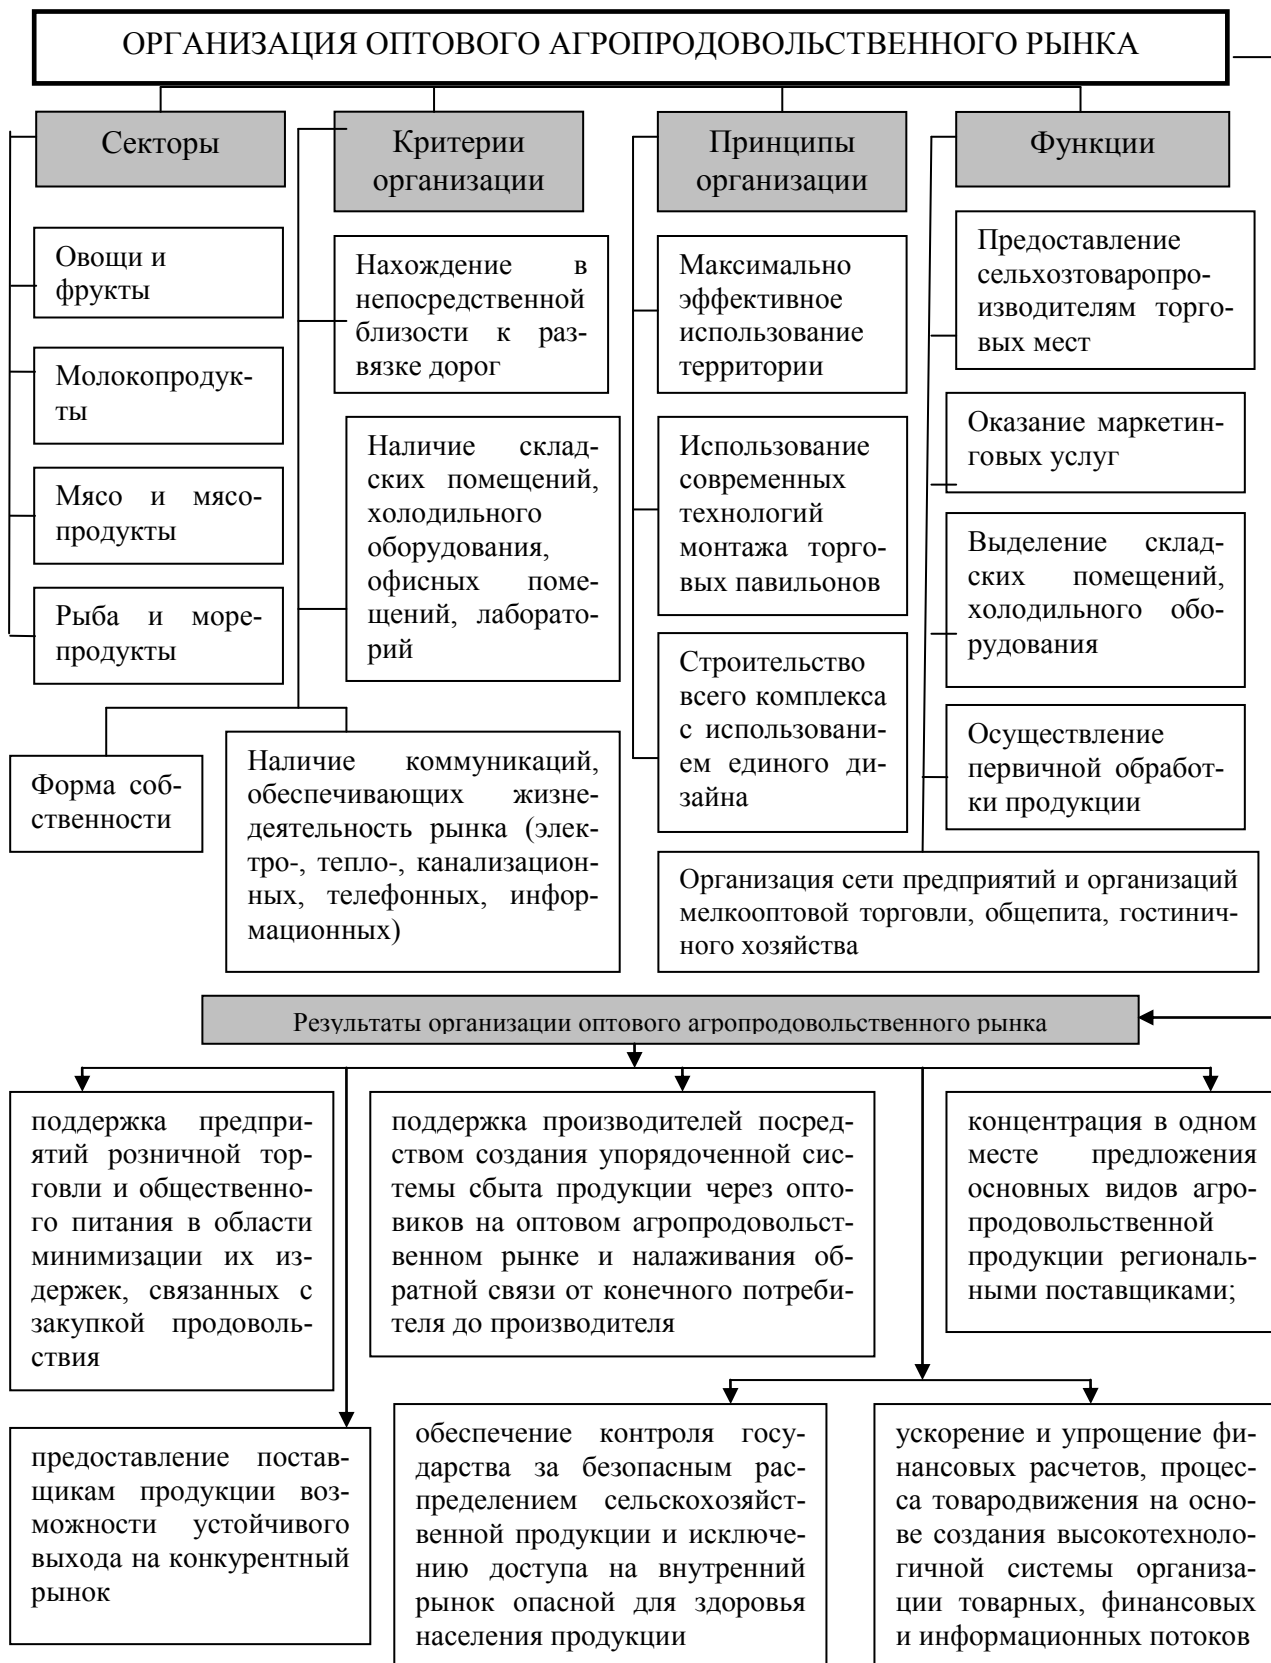 ОРГАНИЗАЦИЯ ОПТОВОГО АГРОПРОДОВОЛЬСТВЕННОГО РЫНКА
Секторы
Овощи и
фрукты
Молокопродук-
ты
Мясо и мясо-
продукты
Рыба и море-
продукты
Критерии
организации
Нахождение в
непосредственной
близости к раз-
вязке дорог
Наличие склад-
ских помещений,
холодильного
оборудования,
офисных поме-
щений, лаборато-
рий
Форма соб-
ственности
Наличие коммуникаций,
обеспечивающих жизне-
деятельность рынка (элек-
тро-, тепло-, канализацион-
ных, телефонных, инфор-
мационных)
Принципы
организации
Максимально
эффективное
использование
территории
Использование
современных
технологий
монтажа торго-
вых павильонов
Строительство
всего комплекса
с использовани-
ем единого ди-
зайна
Функции
Предоставление
сельхозтоваропро-
изводителям торго-
вых мест
Оказание маркетин-
говых услуг
Выделение склад-
ских помещений,
холодильного обо-
рудования
Осуществление
первичной обработ-
ки продукции
Организация сети предприятий и организаций
мелкооптовой торговли, общепита, гостинич-
ного хозяйства
Результаты организации оптового агропродовольственного рынка
поддержка предпри-
ятий розничной тор-
говли и общественно-
го питания в области
минимизации их из-
держек, связанных с
закупкой продоволь-
ствия
поддержка производителей посред-
ством создания упорядоченной сис-
темы сбыта продукции через опто-
виков на оптовом агропродовольст-
венном рынке и налаживания об-
ратной связи от конечного потреби-
теля до производителя
концентрация в одном
месте предложения
основных видов агро-
продовольственной
продукции региональ-
ными поставщиками;
предоставление постав-
щикам продукции воз-
можности устойчивого
выхода на конкурентный
рынок
обеспечение контроля госу-
дарства за безопасным рас-
пределением сельскохозяйст-
венной продукции и исключе-
нию доступа на внутренний
рынок опасной для здоровья
населения продукции
ускорение и упрощение фи-
нансовых расчетов, процес-
са товародвижения на осно-
ве создания высокотехноло-
гичной системы организа-
ции товарных, финансовых
и информационных потоков